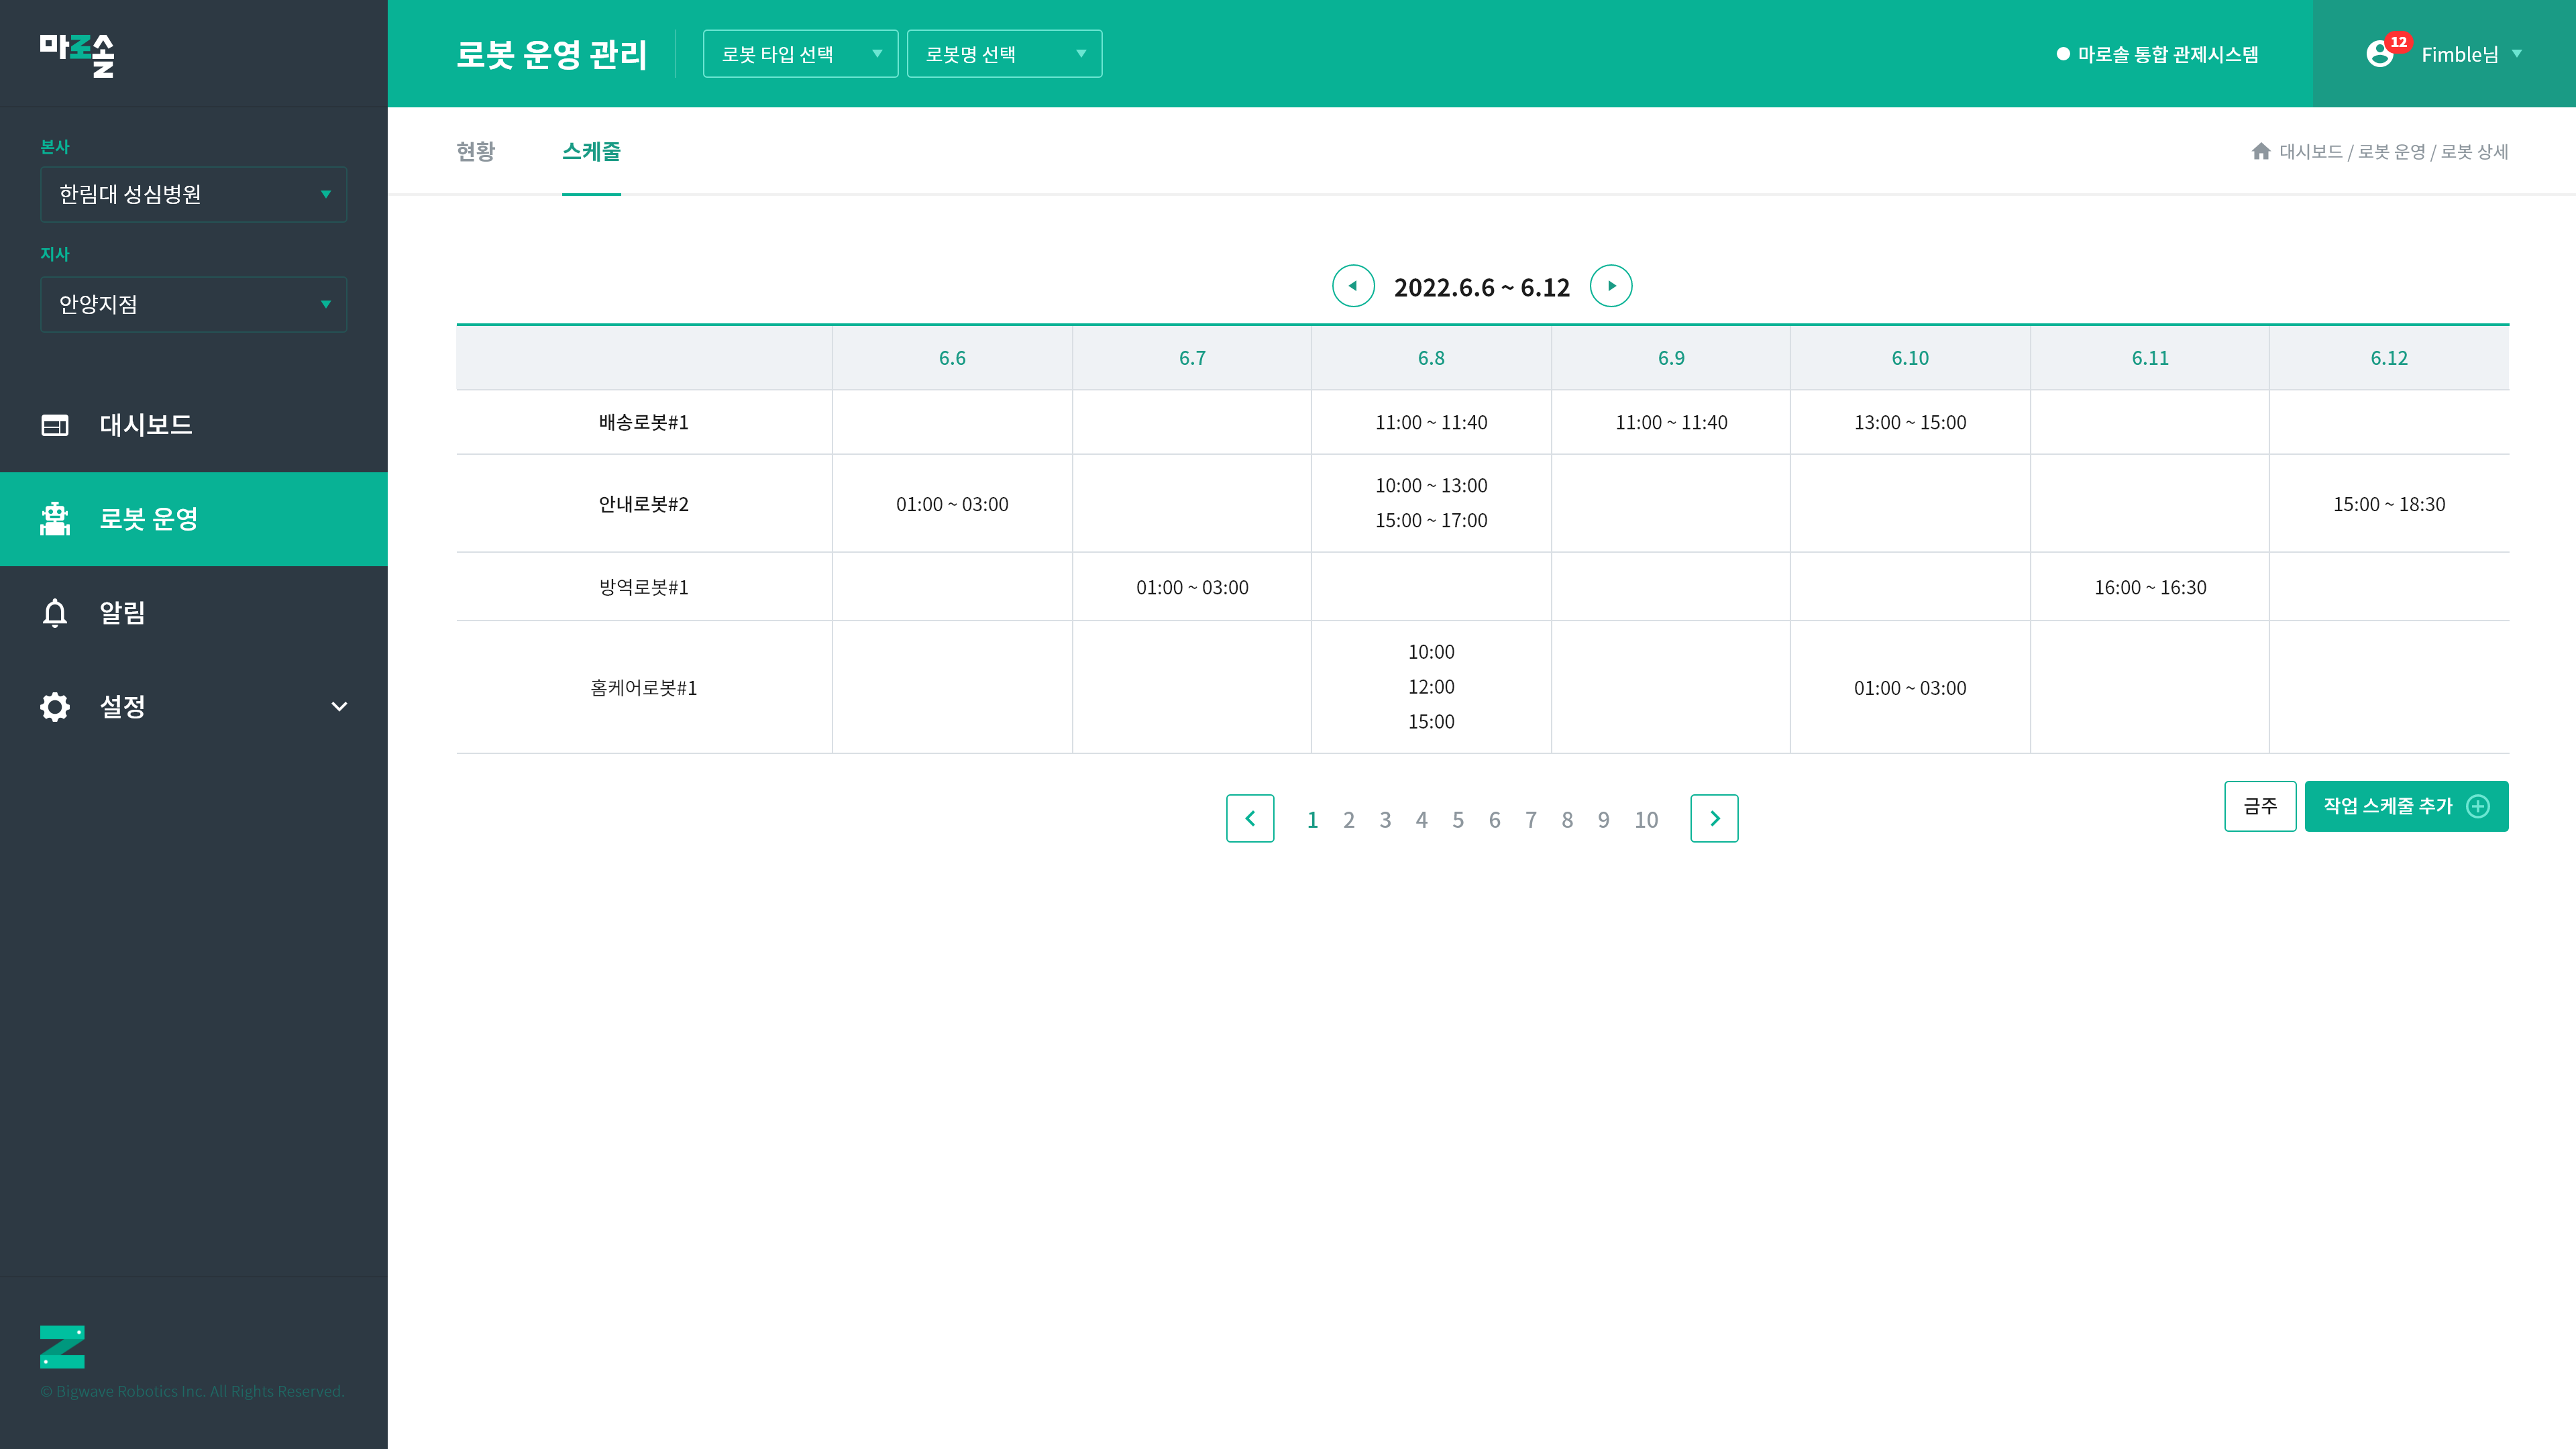 마로솔
로봇 운영 관리
로봇 타입 선택
로봇명 선택
마로솔 통합 관제시스템
12
Fimble님
본사
한림대 성심병원
지사
안양지점
대시보드
로봇 운영
알림
설정
© Bigwave Robotics Inc. All Rights Reserved.
현황
스케줄
대시보드 / 로봇 운영 / 로봇 상세
2022.6.6 ~ 6.12
6.6 6.7 6.8 6.9 6.10 6.11 6.12
배송로봇#1 11:00 ~ 11:40 11:00 ~ 11:40 13:00 ~ 15:00
안내로봇#2 01:00 ~ 03:00 10:00 ~ 13:00 15:00 ~ 18:30
15:00 ~ 17:00
방역로봇#1 01:00 ~ 03:00 16:00 ~ 16:30
홈케어로봇#1 10:00 01:00 ~ 03:00
12:00
15:00
1 2 3 4 5 6 7 8 9 10
금주
작업 스케줄 추가